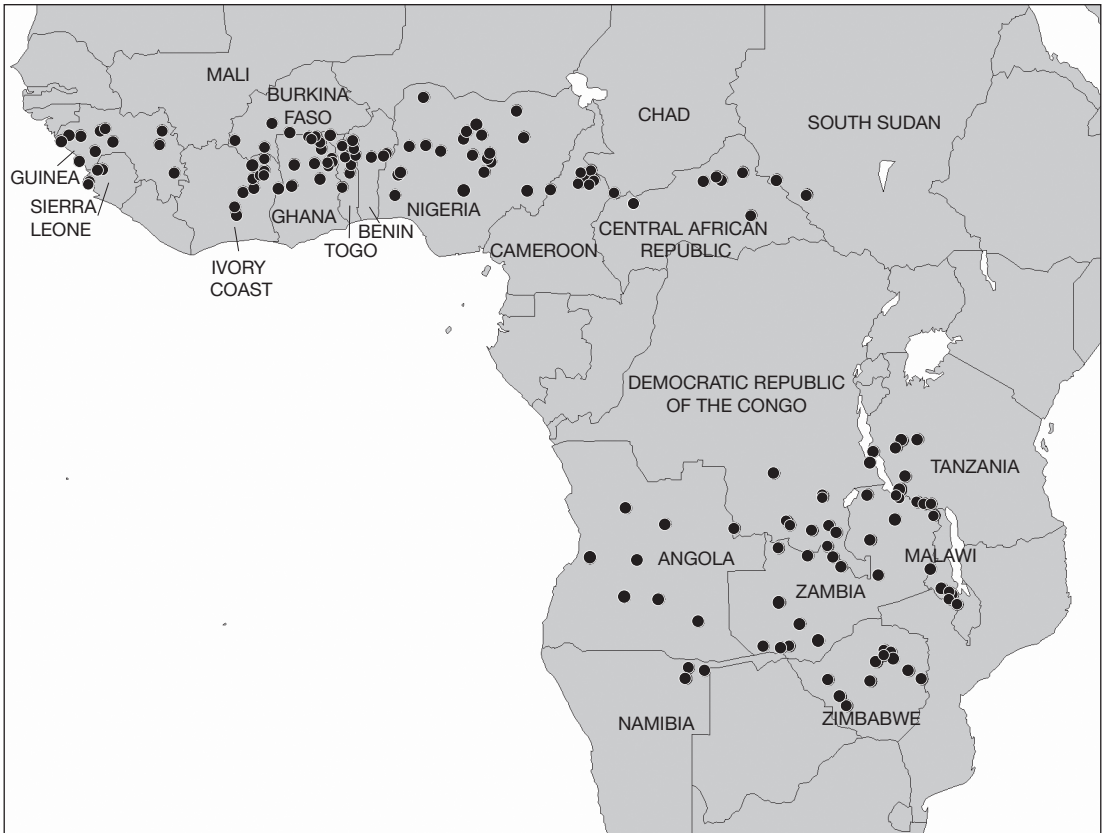 MALI
BURKINA
FASO
CHAD
SOUTH SUDAN
GUINEA
SIERRA
LEONE
GHANA
NIGERIA
BENIN
TOGO
IVORY
COAST
CAMEROON
CENTRAL AFRICAN
REPUBLIC
DEMOCRATIC REPUBLIC
OF THE CONGO
TANZANIA
ANGOLA
MALAWI
ZAMBIA
NAMIBIA
ZIMBABWE